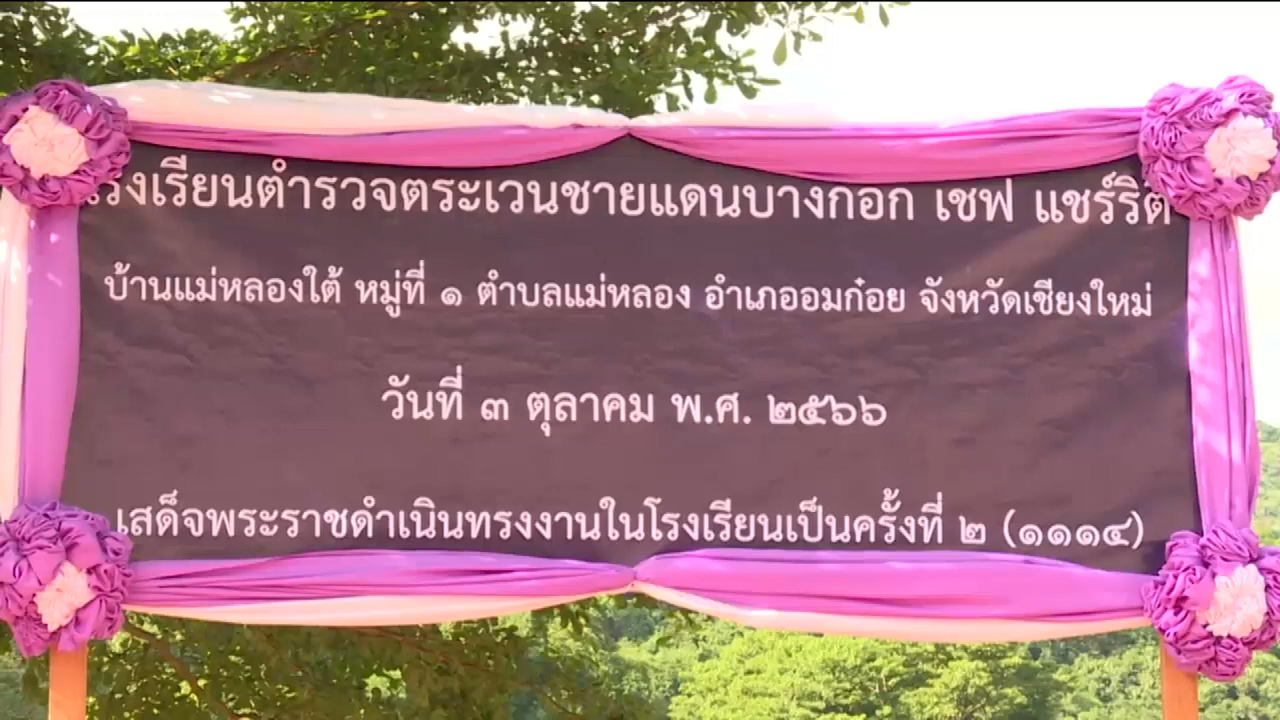 โรงเรียนตำรวจตระเวนชายแดนบางกอก เชฟ แชร์ริตี
บ้านแม่หลองใต้ หมู่ที่ ๑ ตำบลแม่หลอง อำเภออมก๋อย จังหวัดเชียงใหม่
วันที่ ๓ ตุลาคม พ.ศ. ๒๕๖๖
เสด็จพระราชดำเนินทรงงานในโรงเรียนเป็นครั้งที่ ๒ (๑๑๑๔)